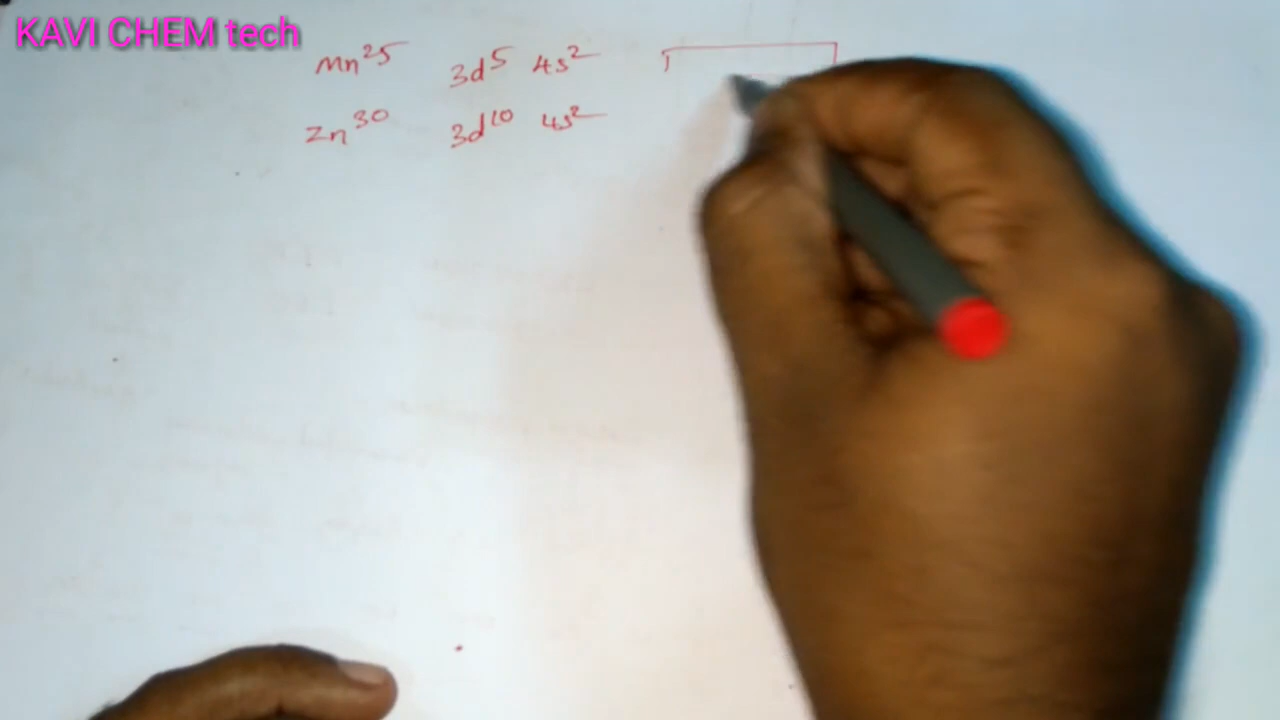 KAVI CHEM tech
Mn²⁵ 3d⁵ 4s²
Zn³⁰ 3d¹⁰ 4s²